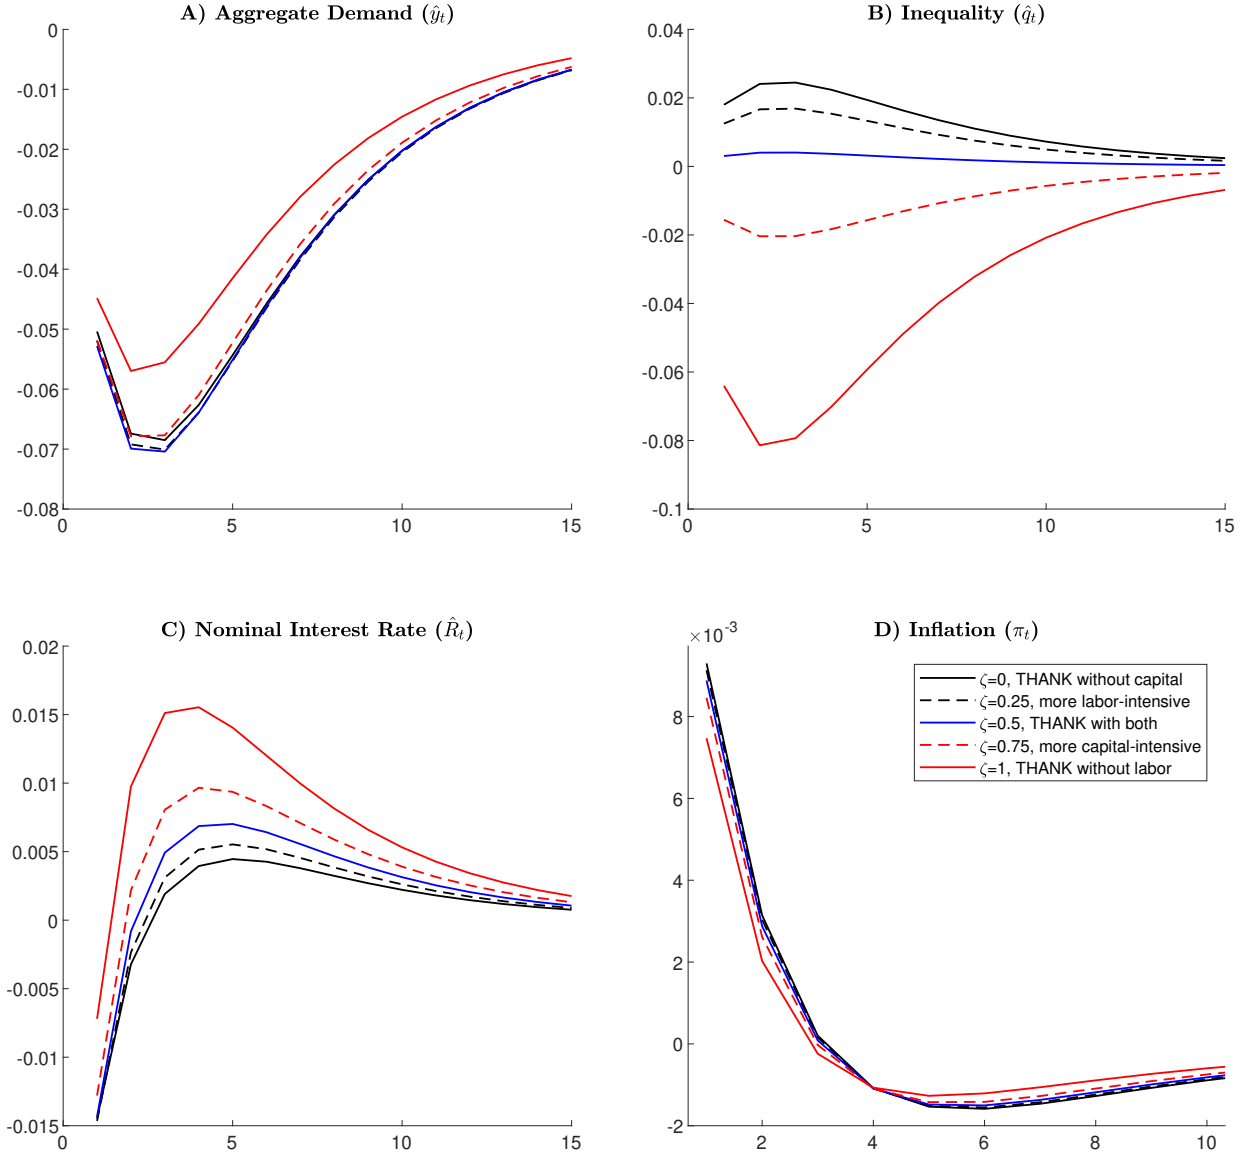 A) Aggregate Demand (ŷt)
0
-0.01
-0.02
-0.03
-0.04
-0.05
-0.06
-0.07
-0.08
0 5 10 15
B) Inequality (q̂t)
0.04
0.02
0
-0.02
-0.04
-0.06
-0.08
-0.1
0 5 10 15
C) Nominal Interest Rate (R̂t)
0.02
0.015
0.01
0.005
0
-0.005
-0.01
-0.015
0 5 10 15
D) Inflation (πt)
×10-3
8
6
4
2
0
-2
2 4 6 8 10
ζ=0, THANK without capital
ζ=0.25, more labor-intensive
ζ=0.5, THANK with both
ζ=0.75, more capital-intensive
ζ=1, THANK without labor